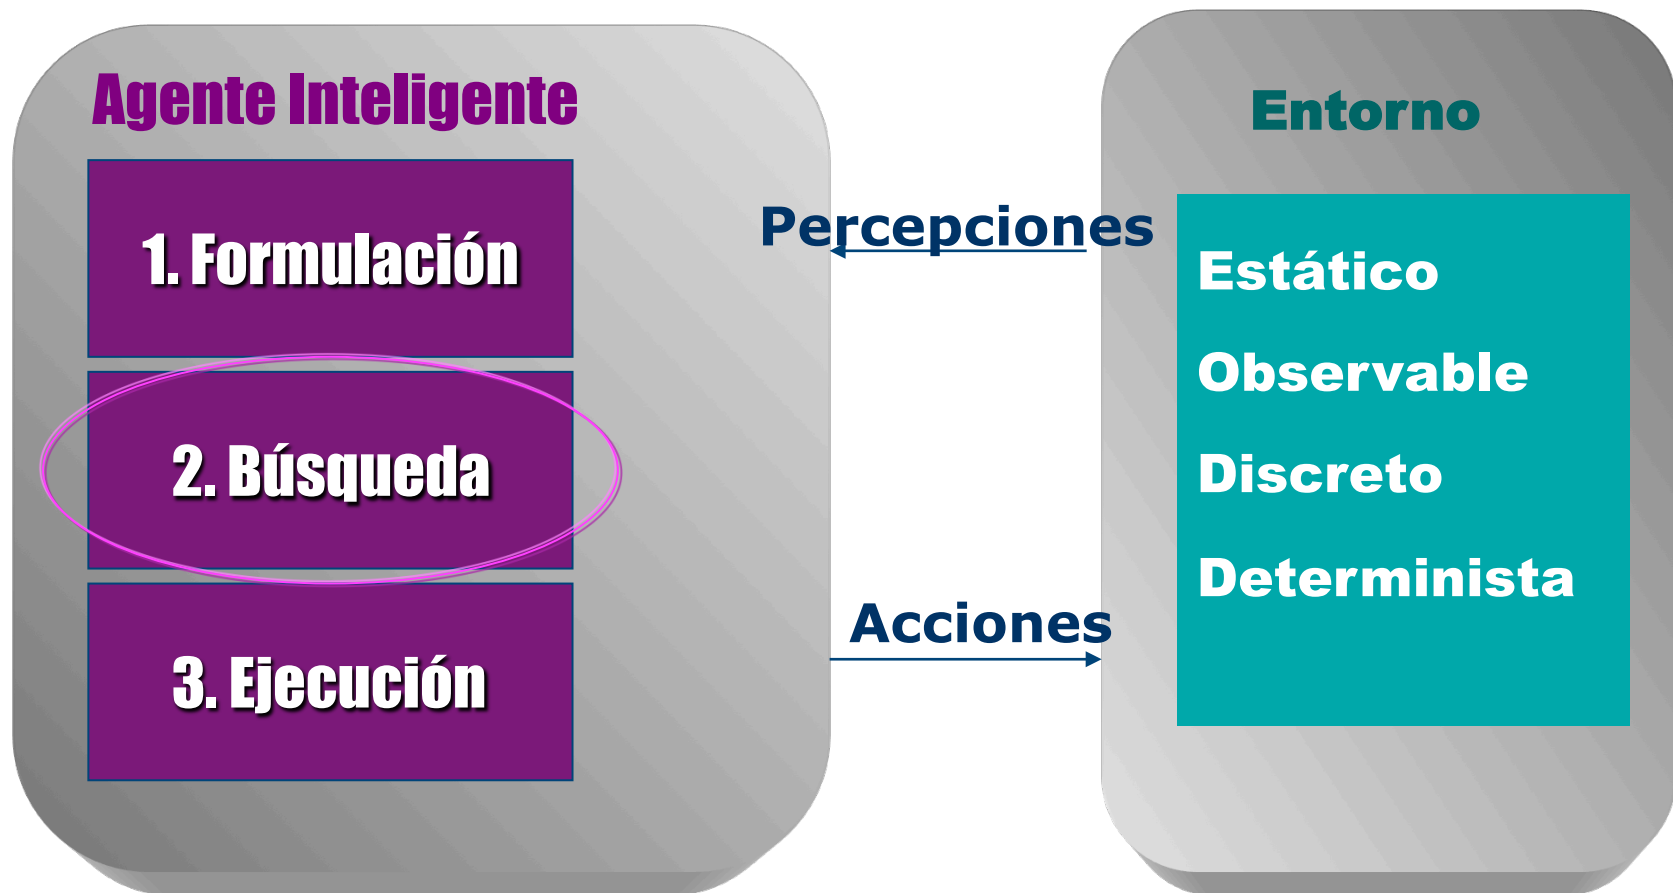 Agente Inteligente
1. Formulación
2. Búsqueda
3. Ejecución
Percepciones
Acciones
Entorno
Estático
Observable
Discreto
Determinista